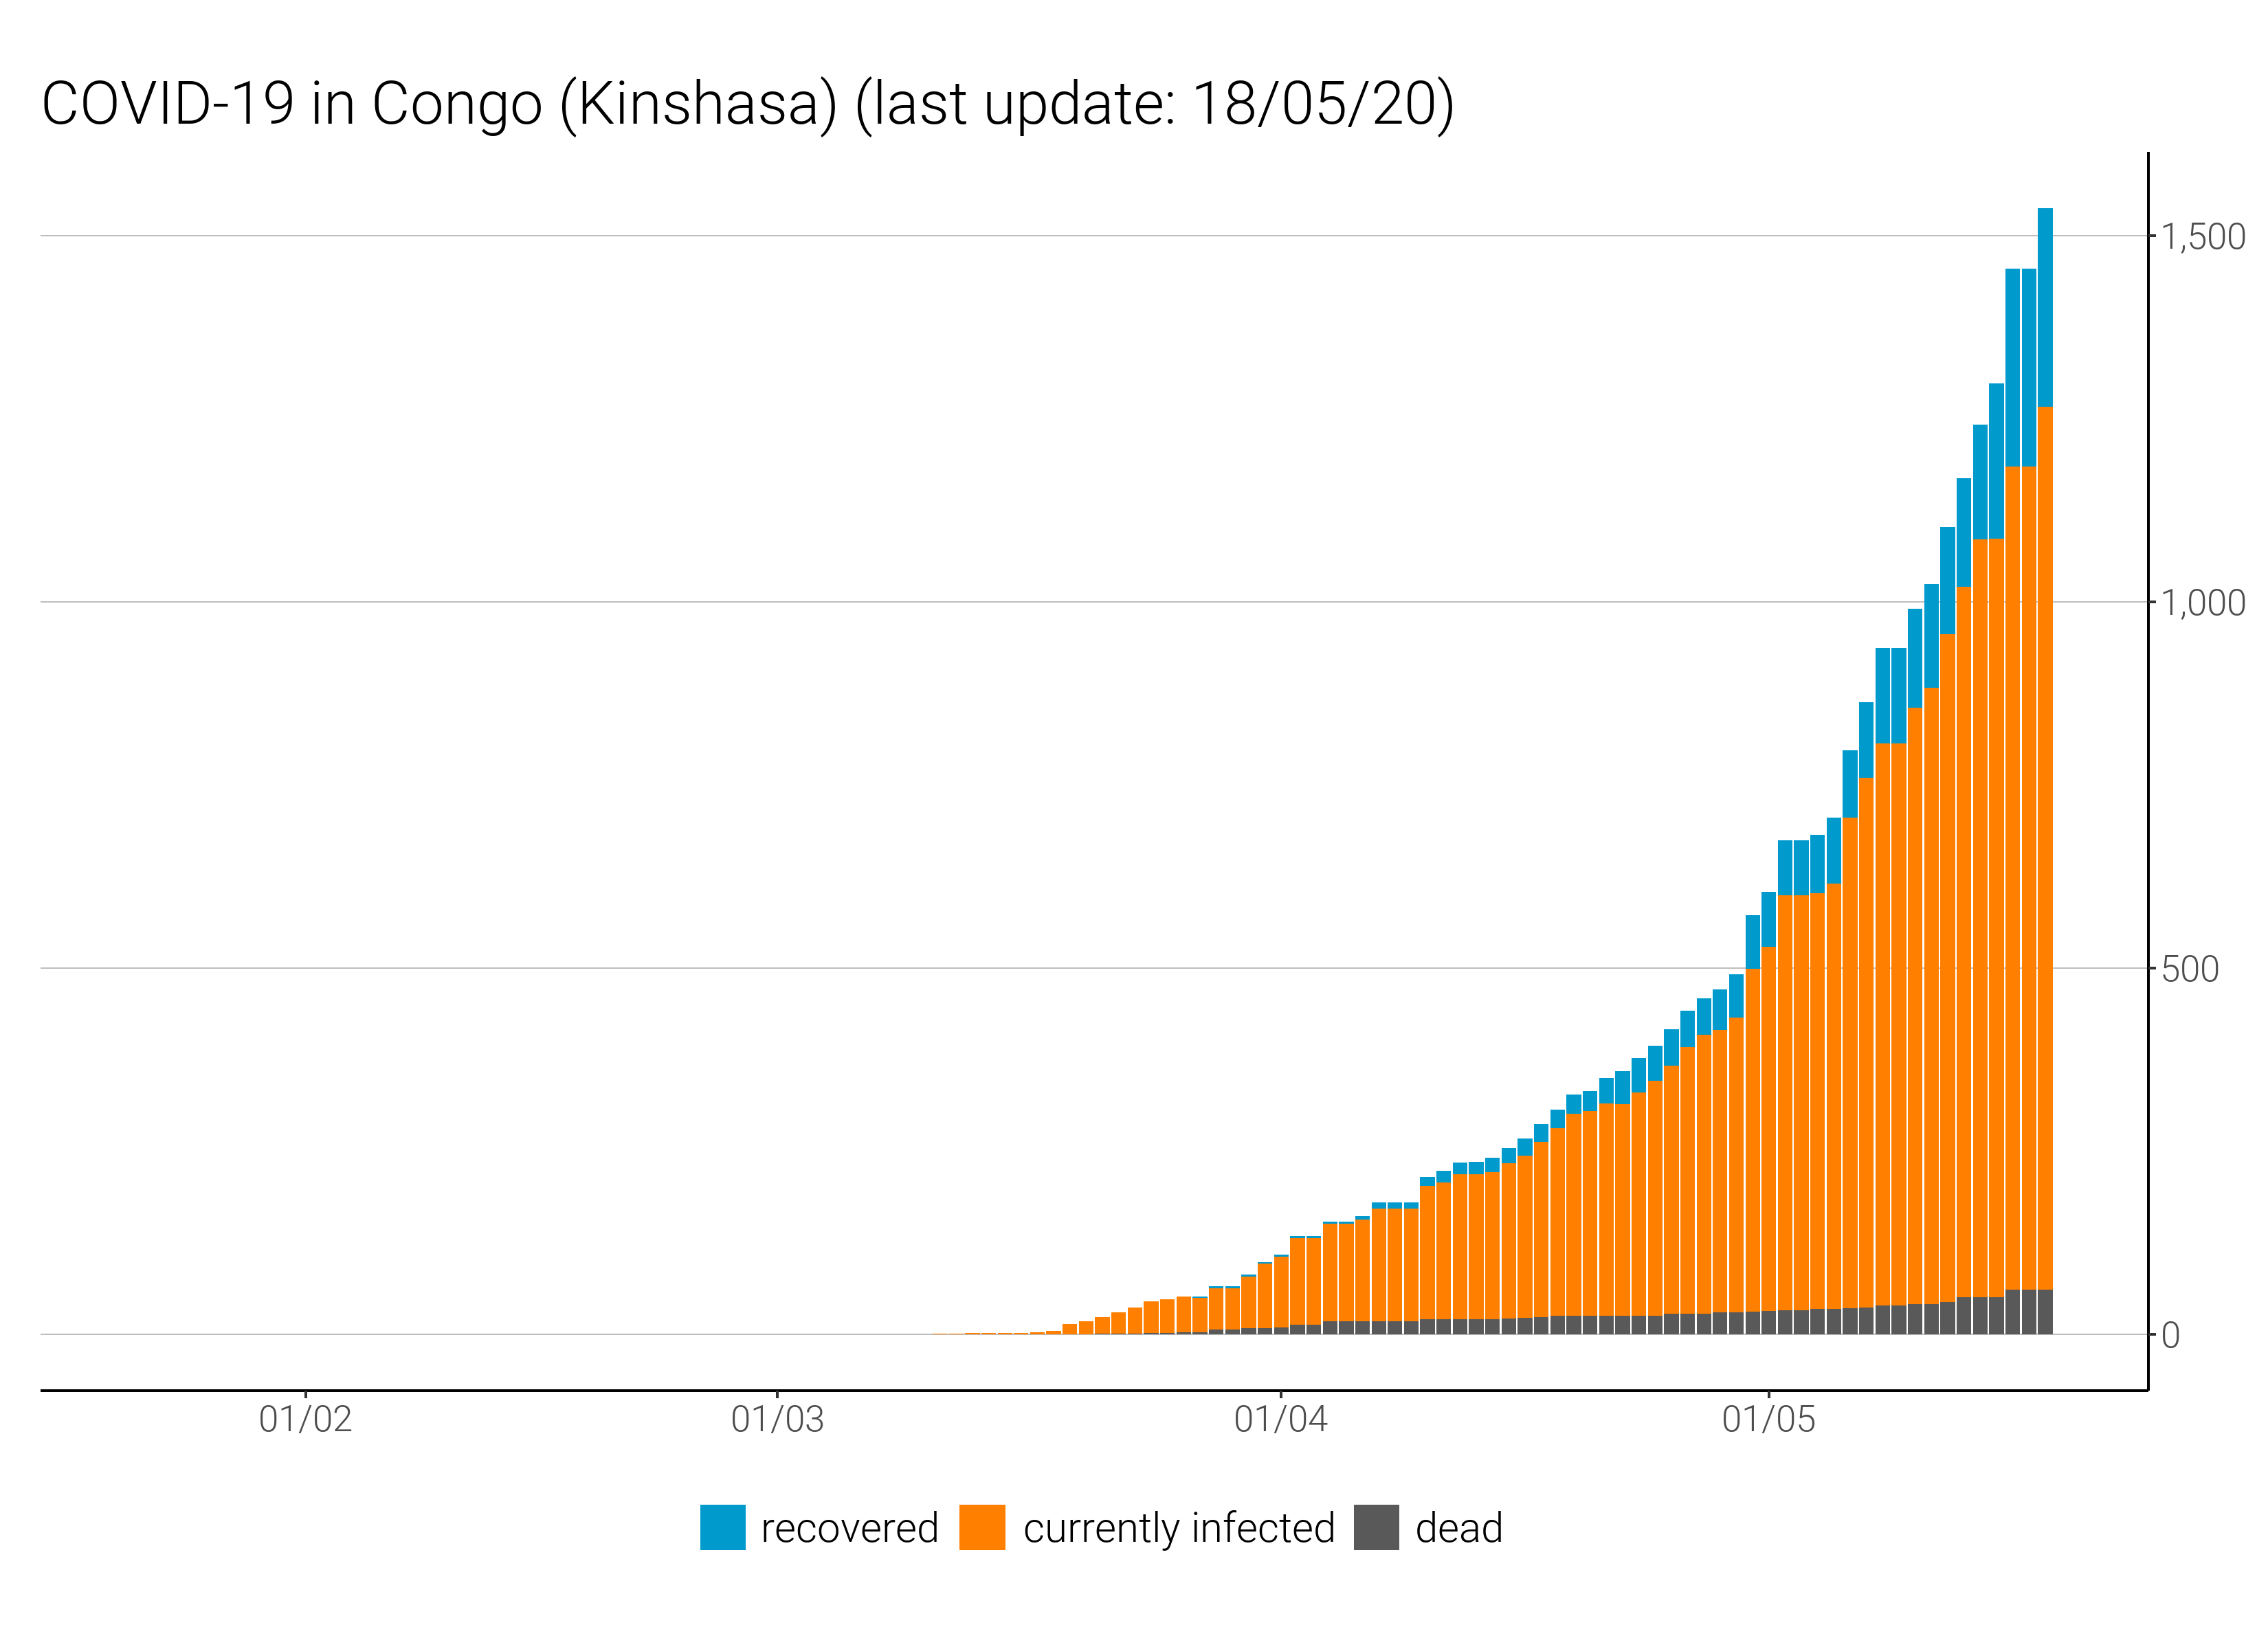 COVID-19 in Congo (Kinshasa) (last update: 18/05/20)
1,500
1,000
500
0
01/02 01/03 01/04 01/05
recovered currently infected dead